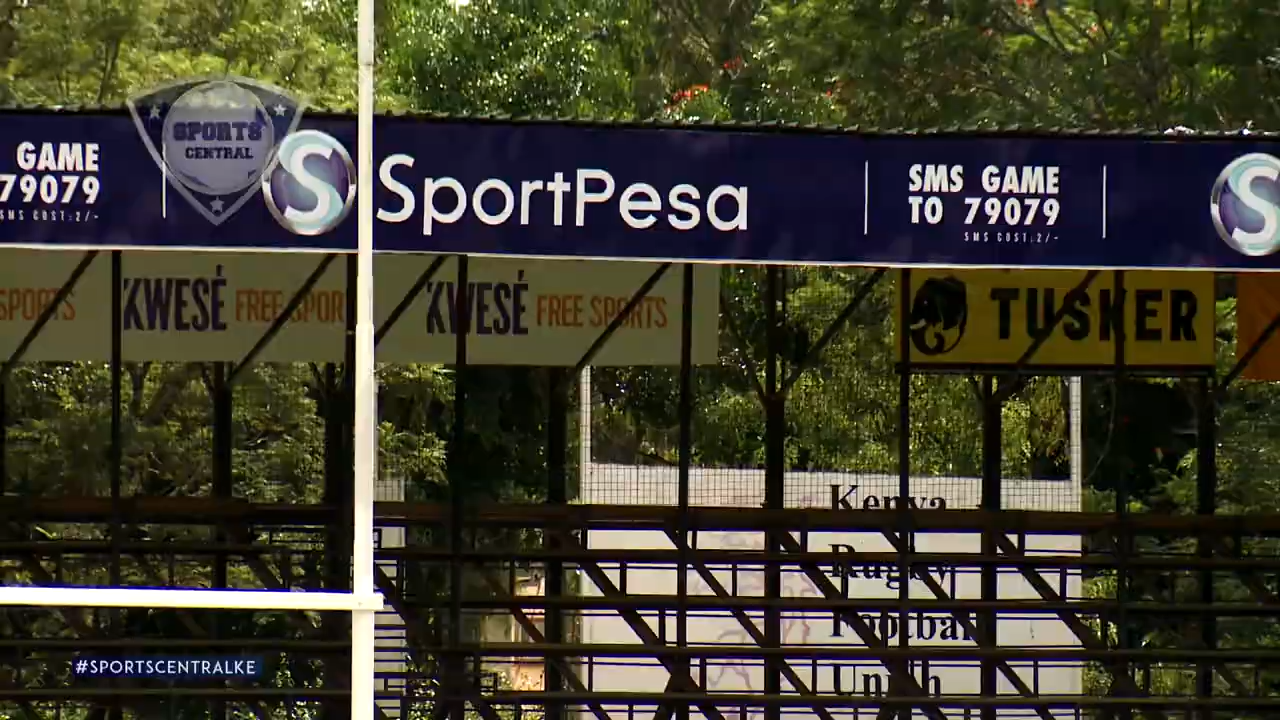 SPORTS
CENTRAL
GAME
79079
SMS COST:2/-
S SportPesa
SMS GAME
TO 79079
SMS COST:2/-
S
SPORTS
KWESÉ FREE SPOR
KWESÉ FREE SPORTS
TUSKER
Kenya
Rugby
Football
Union
#SPORTSCENTRALKE